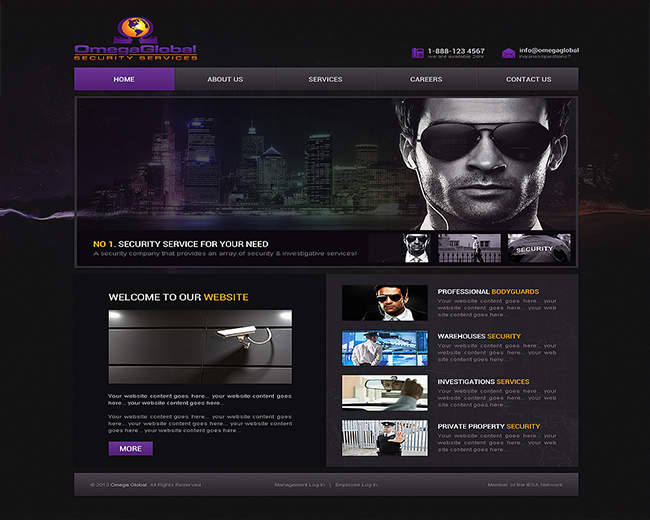 OmegaGlobal
SECURITY SERVICES
1-888-123 4567
we are available 24hr
info@omegaglobal
inquiries/questions?
HOME
ABOUT US
SERVICES
CAREERS
CONTACT US
NO 1. SECURITY SERVICE FOR YOUR NEED
A security company that provides an array of security & investigative services!
SECURITY
WELCOME TO OUR WEBSITE
Your website content goes here... your website content goes
here... your website content goes here...
Your website content goes here... your website content goes
here... your website content goes here... your website content
goes here... your website content goes here...
MORE
PROFESSIONAL BODYGUARDS
Your website content goes here... your
website content goes here... your web
site content goes here...
WAREHOUSES SECURITY
Your website content goes here... your
website content goes here... your web
site content goes here...
INVESTIGATIONS SERVICES
Your website content goes here... your
website content goes here... your web
site content goes here...
PRIVATE PROPERTY SECURITY
Your website content goes here... your
website content goes here... your web
site content goes here...
© 2013 Omega Global. All Rights Reserved
Management Log In | Employee Log In
Member of the IESA Network